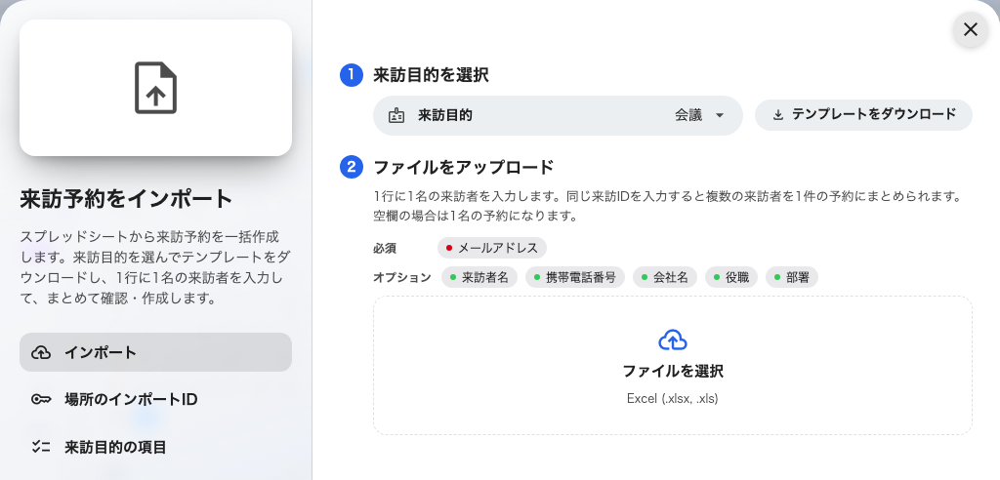 来訪予約をインポート
スプレッドシートから来訪予約を一括作成
します。来訪目的を選んでテンプレートをダ
ウンロードし、1行に1名の来訪者を入力し
て、まとめて確認・作成します。
インポート
場所のインポートID
来訪目的の項目
1 来訪目的を選択
来訪目的 会議 テンプレートをダウンロード
2 ファイルをアップロード
1行に1名の来訪者を入力します。同じ来訪IDを入力すると複数の来訪者を1件の予約にまとめられます。
空欄の場合は1名の予約になります。
必須 メールアドレス
オプション 来訪者名 携帯電話番号 会社名 役職 部署
ファイルを選択
Excel (.xlsx, .xls)